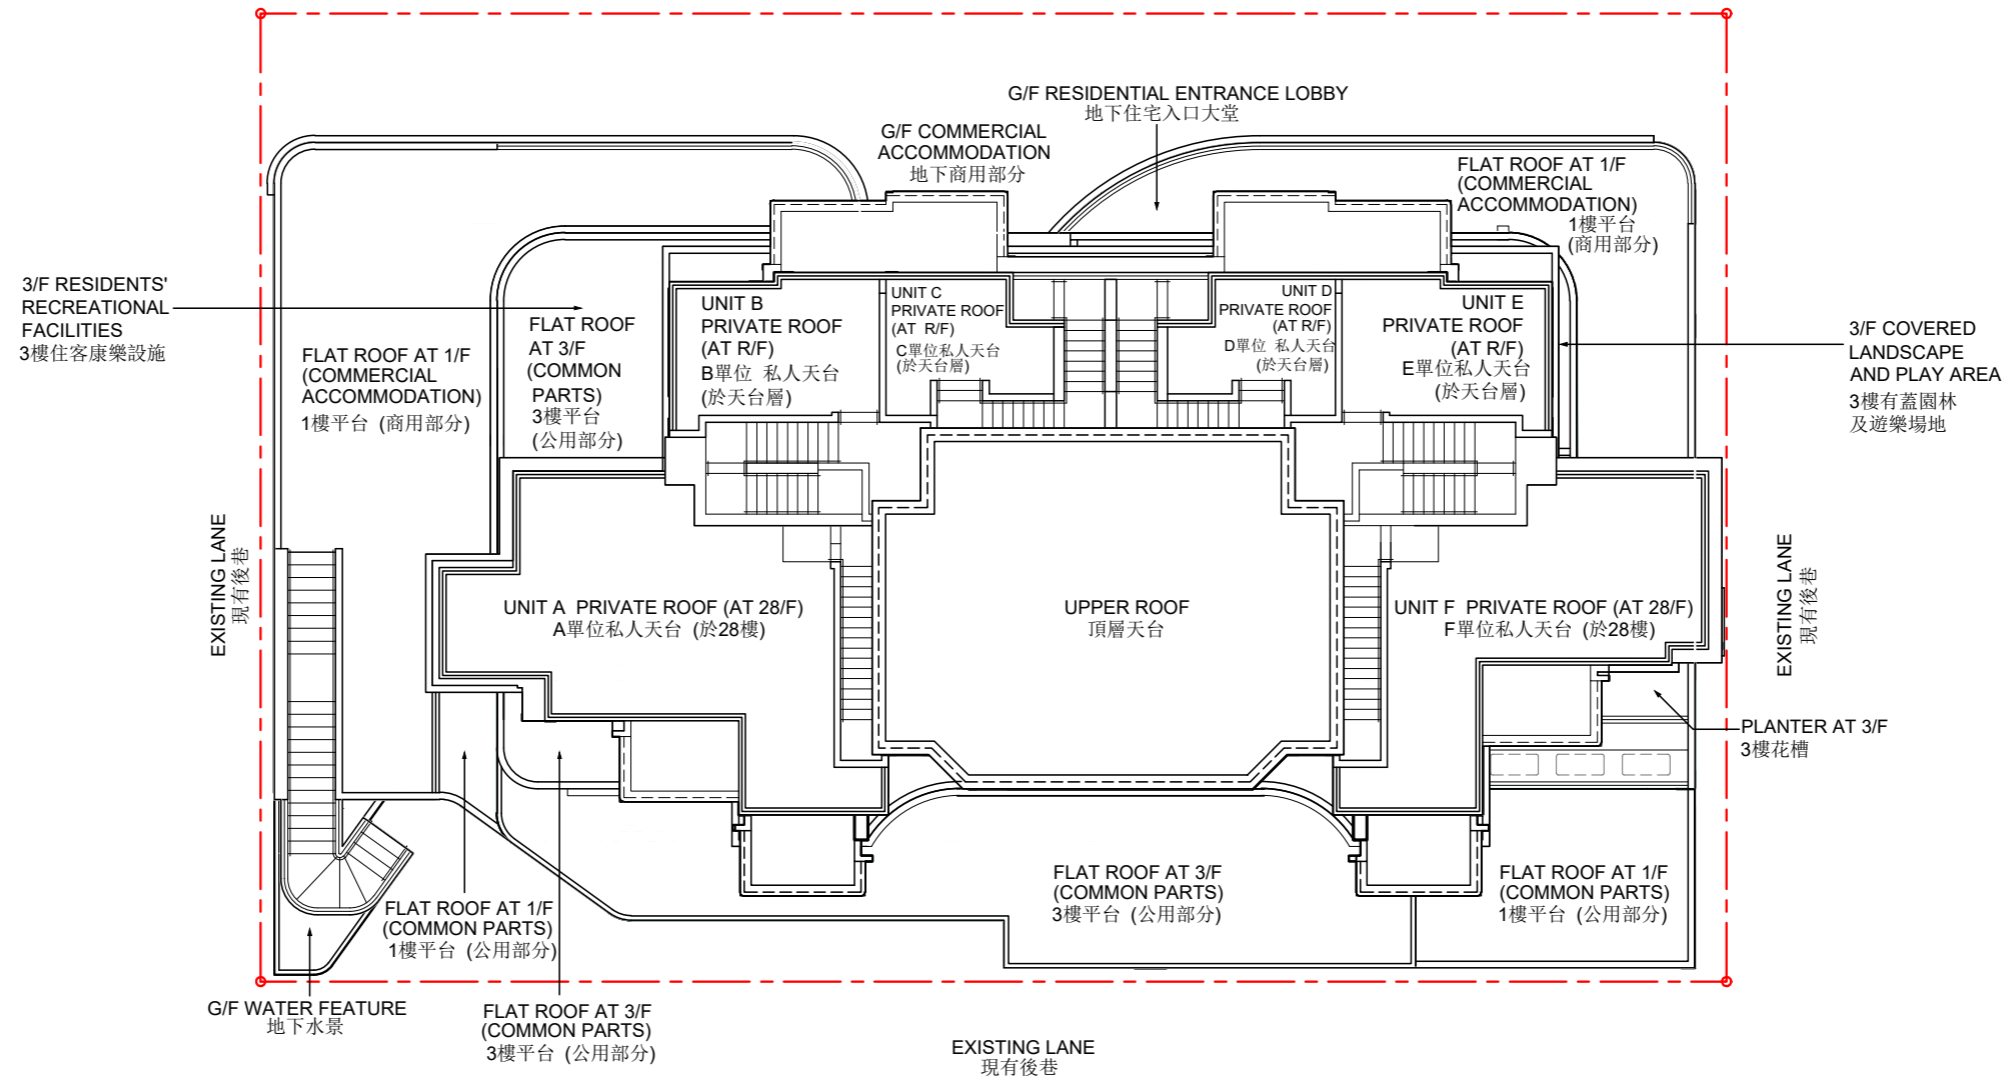 G/F RESIDENTIAL ENTRANCE LOBBY
地下住宅入口大堂
G/F COMMERCIAL
ACCOMMODATION
地下商用部分
FLAT ROOF AT 1/F
(COMMERCIAL
ACCOMMODATION)
1樓平台
(商用部分)
3/F RESIDENTS'
RECREATIONAL
FACILITIES
3樓住客康樂設施
FLAT ROOF AT 1/F
(COMMERCIAL
ACCOMMODATION)
1樓平台 (商用部分)
FLAT ROOF
AT 3/F
(COMMON
PARTS)
3樓平台
(公用部分)
UNIT B
PRIVATE ROOF
(AT R/F)
B單位 私人天台
(於天台層)
UNIT C
PRIVATE ROOF
(AT R/F)
C單位私人天台
(於天台層)
UNIT D
PRIVATE ROOF
(AT R/F)
D單位 私人天台
(於天台層)
UNIT E
PRIVATE ROOF
(AT R/F)
E單位私人天台
(於天台層)
3/F COVERED
LANDSCAPE
AND PLAY AREA
3樓有蓋園林
及遊樂場地
EXISTING LANE
現有後巷
UNIT A PRIVATE ROOF (AT 28/F)
A單位私人天台 (於28樓)
UPPER ROOF
頂層天台
UNIT F PRIVATE ROOF (AT 28/F)
F單位私人天台 (於28樓)
EXISTING LANE
現有後巷
PLANTER AT 3/F
3樓花槽
FLAT ROOF AT 3/F
(COMMON PARTS)
3樓平台 (公用部分)
FLAT ROOF AT 1/F
(COMMON PARTS)
1樓平台 (公用部分)
FLAT ROOF AT 1/F
(COMMON PARTS)
1樓平台 (公用部分)
G/F WATER FEATURE
地下水景
FLAT ROOF AT 3/F
(COMMON PARTS)
3樓平台 (公用部分)
EXISTING LANE
現有後巷